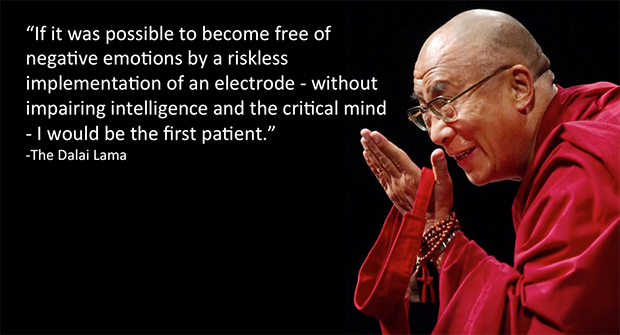 “If it was possible to become free of
negative emotions by a riskless
implementation of an electrode - without
impairing intelligence and the critical mind
- I would be the first patient.”
-The Dalai Lama